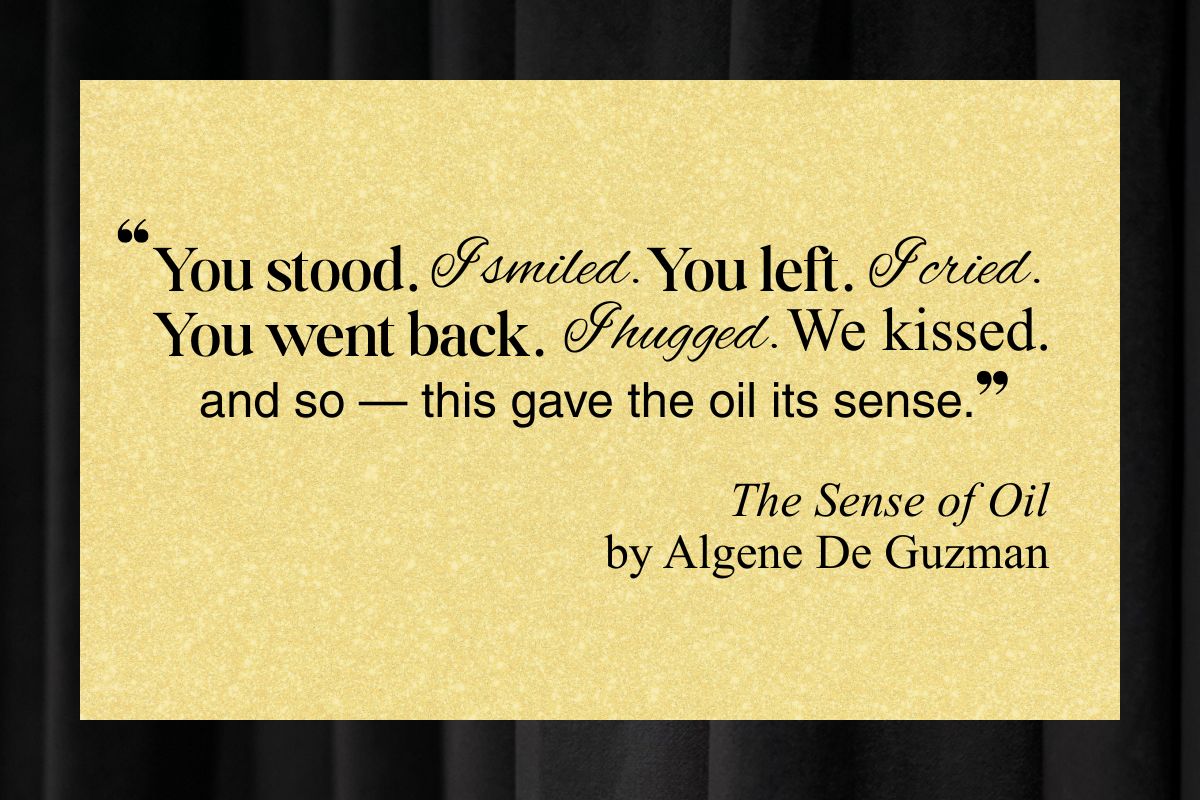 “You stood. I smiled. You left. I cried.
You went back. I hugged. We kissed.
and so — this gave the oil its sense.”
The Sense of Oil
by Algene De Guzman